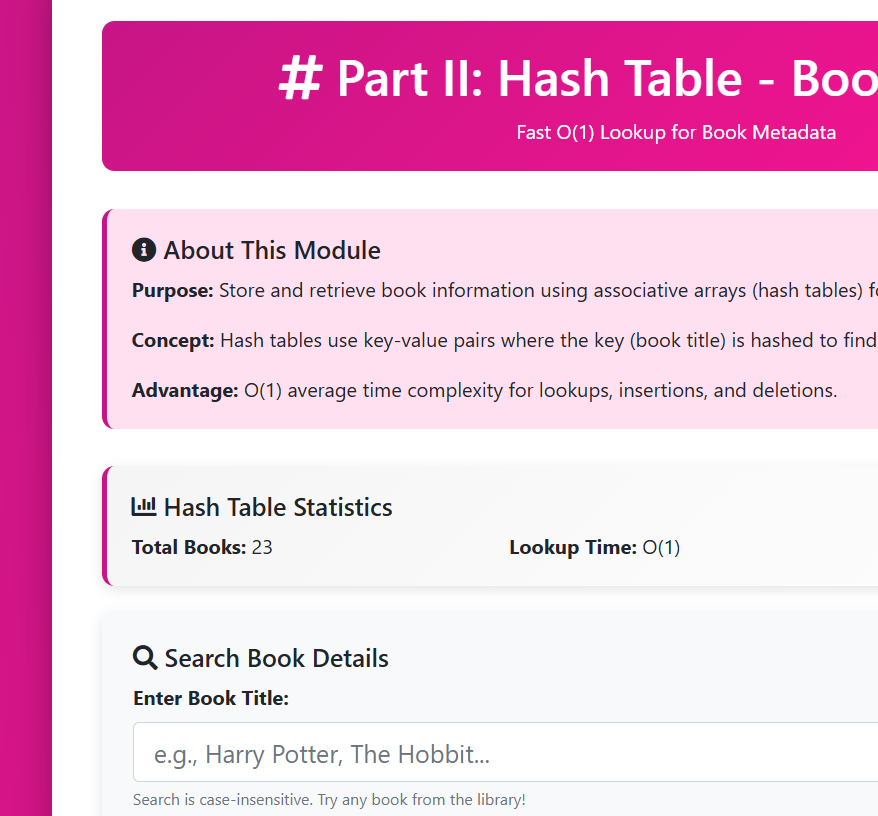 # Part II: Hash Table - Boo
Fast O(1) Lookup for Book Metadata
About This Module
Purpose: Store and retrieve book information using associative arrays (hash tables) fo
Concept: Hash tables use key-value pairs where the key (book title) is hashed to find
Advantage: O(1) average time complexity for lookups, insertions, and deletions.
Hash Table Statistics
Total Books: 23 Lookup Time: O(1)
Search Book Details
Enter Book Title:
e.g., Harry Potter, The Hobbit...
Search is case-insensitive. Try any book from the library!